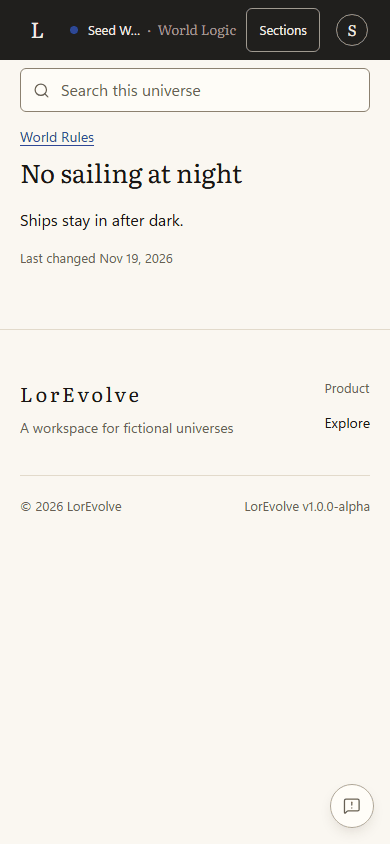 L
Seed W... · World Logic
Sections
S
Search this universe
World Rules
No sailing at night
Ships stay in after dark.
Last changed Nov 19, 2026
LorEvolve
A workspace for fictional universes
Product
Explore
© 2026 LorEvolve
LorEvolve v1.0.0-alpha